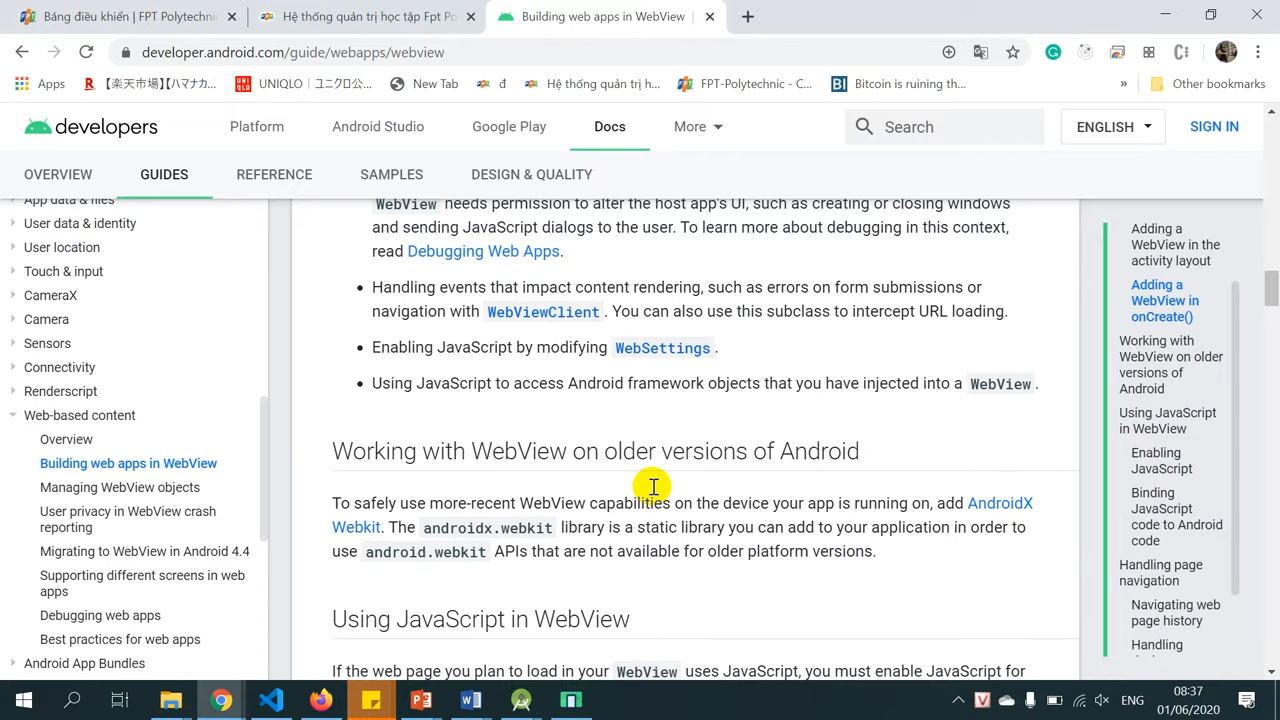 Bảng điều khiển | FPT Polytechni
Hệ thống quản trị học tập Fpt Po
Building web apps in WebView
developer.android.com/guide/webapps/webview
Apps
【楽天市場】[ハマナカ...
UNIQLO｜ユニクロ公...
New Tab
đ
Hệ thống quản trị h...
FPT-Polytechnic - C...
Bitcoin is ruining th...
»
Other bookmarks
developers
Platform
Android Studio
Google Play
Docs
More
Search
ENGLISH
SIGN IN
OVERVIEW
GUIDES
REFERENCE
SAMPLES
DESIGN & QUALITY
App data & files
User data & identity
User location
Touch & input
CameraX
Camera
Sensors
Connectivity
Renderscript
Web-based content
Overview
Building web apps in WebView
Managing WebView objects
User privacy in WebView crash
reporting
Migrating to WebView in Android 4.4
Supporting different screens in web
apps
Debugging web apps
Best practices for web apps
Android App Bundles
WebView needs permission to alter the host app's UI, such as creating or closing windows
and sending JavaScript dialogs to the user. To learn more about debugging in this context,
read Debugging Web Apps.
• Handling events that impact content rendering, such as errors on form submissions or
navigation with WebViewClient. You can also use this subclass to intercept URL loading.
• Enabling JavaScript by modifying WebSettings.
• Using JavaScript to access Android framework objects that you have injected into a WebView.
Working with WebView on older versions of Android
To safely use more-recent WebView capabilities on the device your app is running on, add AndroidX
Webkit. The androidx.webkit library is a static library you can add to your application in order to
use android.webkit APIs that are not available for older platform versions.
Using JavaScript in WebView
If the web page you plan to load in your WebView uses JavaScript, you must enable JavaScript for
Adding a
WebView in the
activity layout
Adding a
WebView in
onCreate()
Working with
WebView on older
versions of
Android
Using JavaScript
in WebView
Enabling
JavaScript
Binding
JavaScript
code to Android
code
Handling page
navigation
Navigating web
page history
Handling
ENG
08:37
01/06/2020